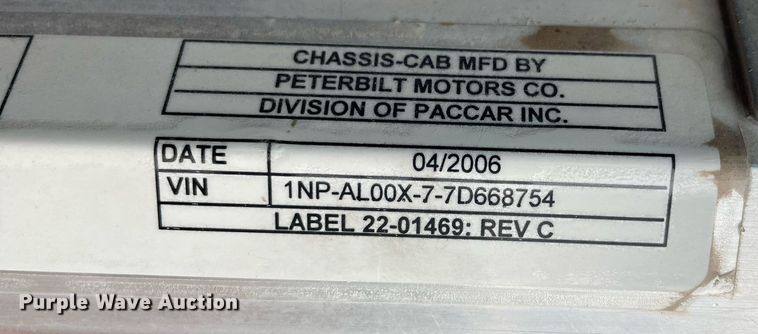 CHASSIS-CAB MFD BY
PETERBILT MOTORS CO.
DIVISION OF PACCAR INC.
DATE 04/2006
VIN 1NP-AL00X-7-7D668754
LABEL 22-01469: REV C
Purple Wave Auction